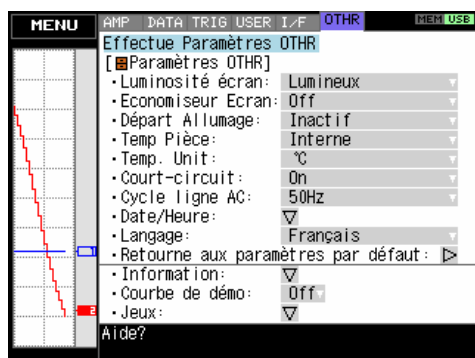 MENU AMP DATA TRIG USER I/F OTHR MEM USB
Effectue Paramètres OTHR
[Paramètres OTHR]
・Luminosité écran: Lumineux
・Economiseur Ecran: Off
・Départ Allumage: Inactif
・Temp Pièce: Interne
・Temp. Unit: ℃
・Court-circuit: On
・Cycle ligne AC: 50Hz
・Date/Heure: ▽
・Langage: Français
・Retourne aux paramètres par défaut: ▷
・Information: ▽
・Courbe de démo: Off
・Jeux: ▽
Aide?
1
2